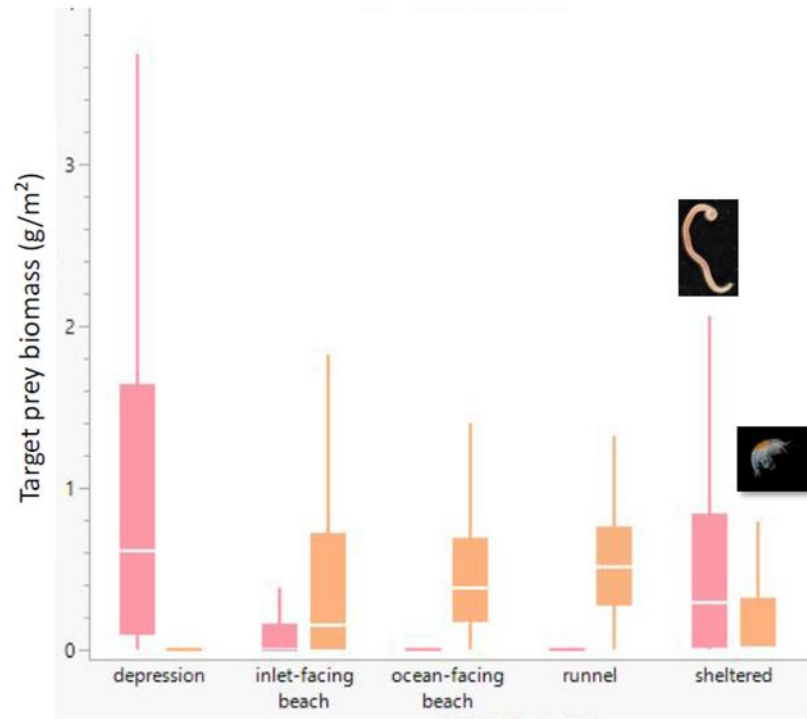 Target prey biomass (g/m²)
3
2
1
0
depression
inlet-facing
beach
ocean-facing
beach
runnel
sheltered